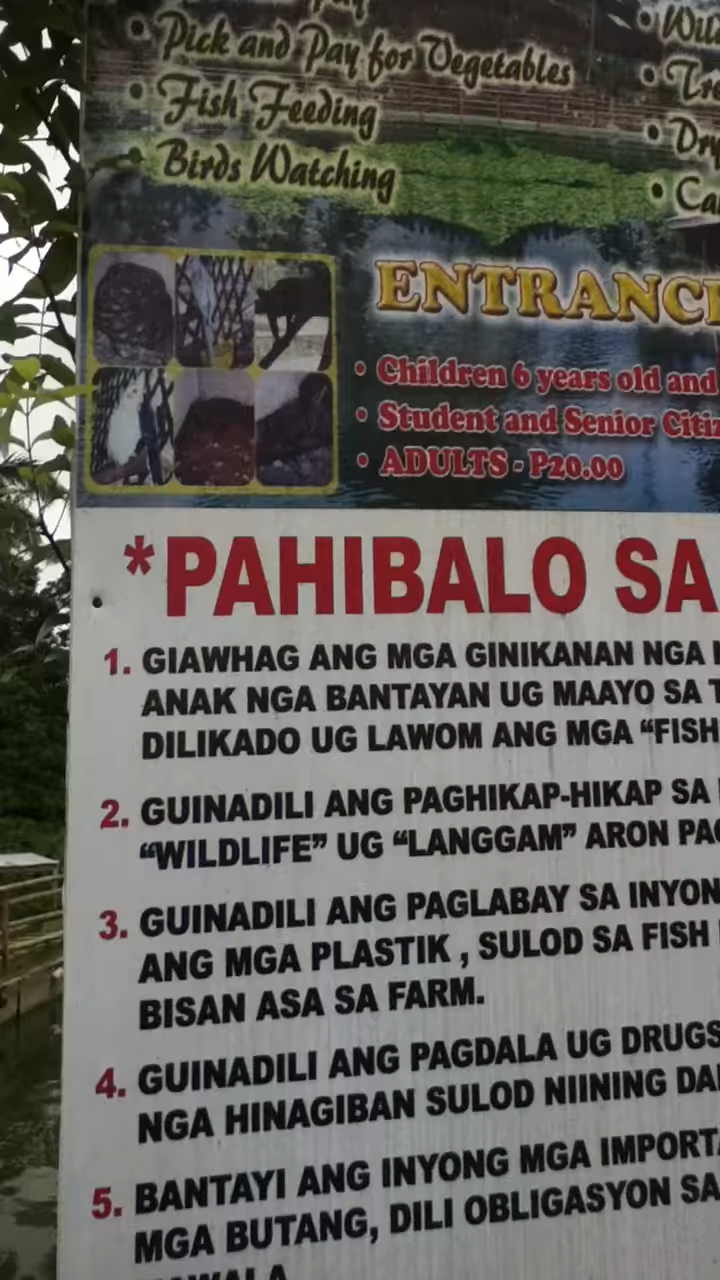 • Pick and Pay for Vegetables
• Fish Feeding
• Birds Watching
ENTRANCE
• Children 6 years old and
• Student and Senior
• ADULTS - P20.00
*PAHIBALO SA
1. GIAWHAG ANG MGA GINIKANAN NGA
ANAK NGA BANTAYAN UG MAAYO SA
DILIKADO UG LAWOM ANG MGA “FISH
2. GUINADILI ANG PAGHIKAP-HIKAP SA
“WILDLIFE” UG “LANGGAM” ARON
3. GUINADILI ANG PAGLABAY SA INYON
ANG MGA PLASTIK , SULOD SA FISH
BISAN ASA SA FARM.
4. GUINADILI ANG PAGDALA UG DRUGS
NGA HINAGIBAN SULOD NIINING
5. BANTAYI ANG INYONG MGA
MGA BUTANG, DILI OBLIGASYON SA